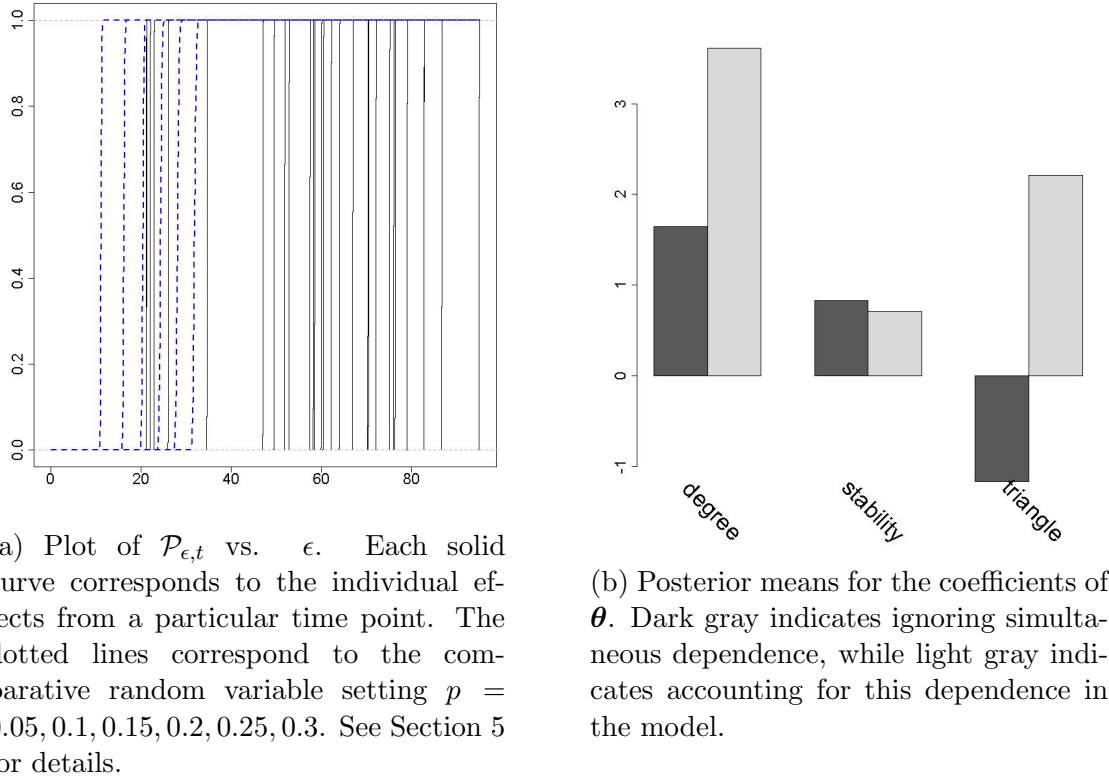 1.0
0.8
0.6
0.4
0.2
0.0
0 20 40 60 80
3
2
1
0
-1
degree
stability
triangle
a) Plot of 𝒫ϵ,t vs. ϵ. Each solid
urve corresponds to the individual ef-
ects from a particular time point. The
lotted lines correspond to the com-
parative random variable setting p =
0.05, 0.1, 0.15, 0.2, 0.25, 0.3. See Section 5
or details.
(b) Posterior means for the coefficients of
θ. Dark gray indicates ignoring simulta-
neous dependence, while light gray indi-
cates accounting for this dependence in
the model.